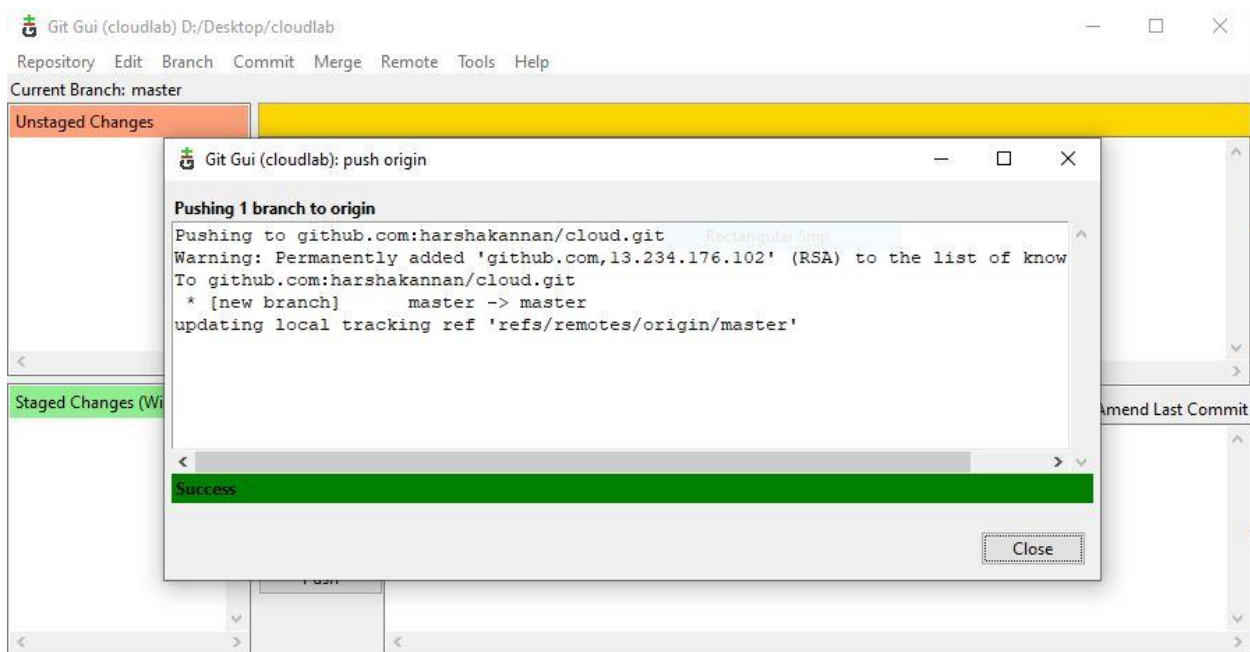 Git Gui (cloudlab) D:/Desktop/cloudlab
Repository Edit Branch Commit Merge Remote Tools Help
Current Branch: master
Unstaged Changes
Git Gui (cloudlab): push origin
Pushing 1 branch to origin
Pushing to github.com:harshakannan/cloud.git
Rectangular Snip
Warning: Permanently added 'github.com,13.234.176.102' (RSA) to the list of know
To github.com:harshakannan/cloud.git
* [new branch] master -> master
updating local tracking ref 'refs/remotes/origin/master'
Staged Changes (Wi
Amend Last Commit
Success
Close
Push